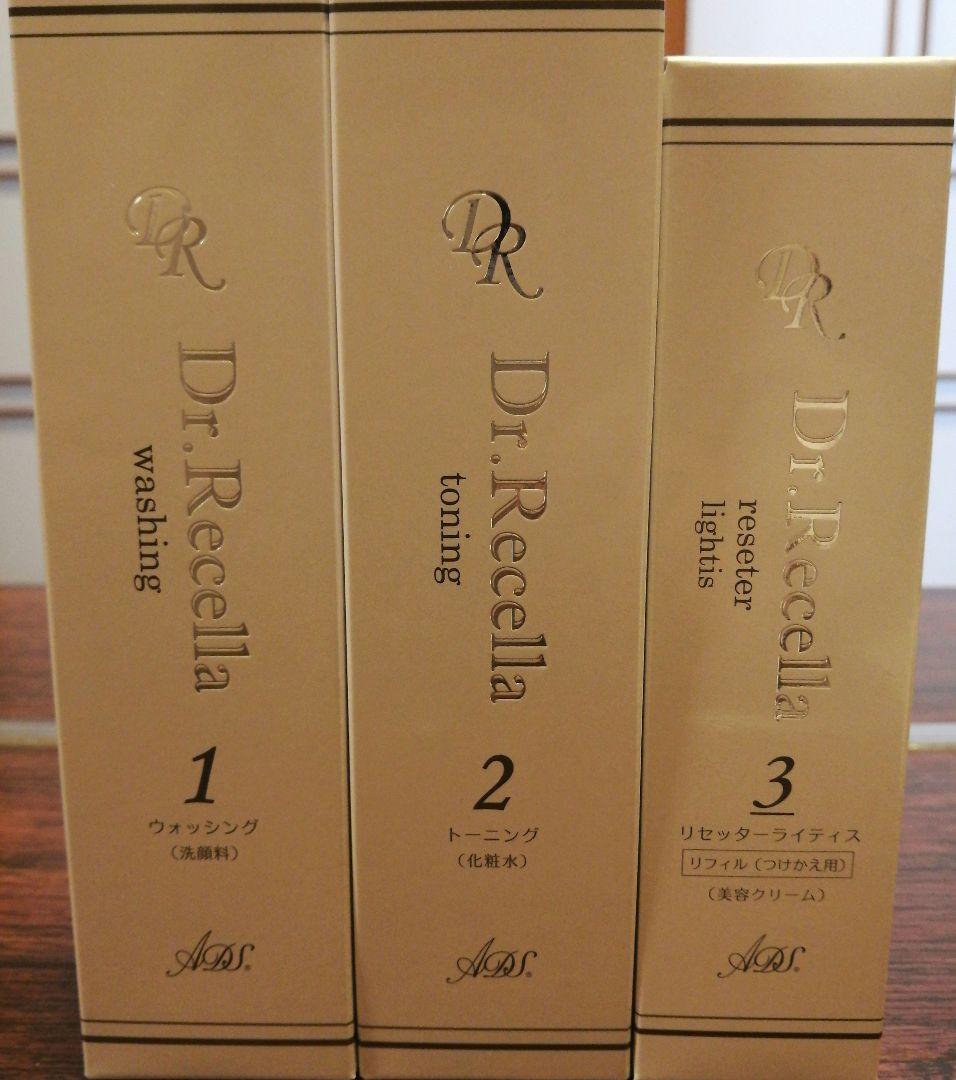 DR
Dr.Recella
washing
1
ウォッシング
（洗顔料）
ADS®
DR
Dr.Recella
toning
2
トーニング
（化粧水）
ADS®
DR
Dr.Recella
reseter
lightis
3
リセッターライティス
リフィル（つけかえ用）
（美容クリーム）
ADS®